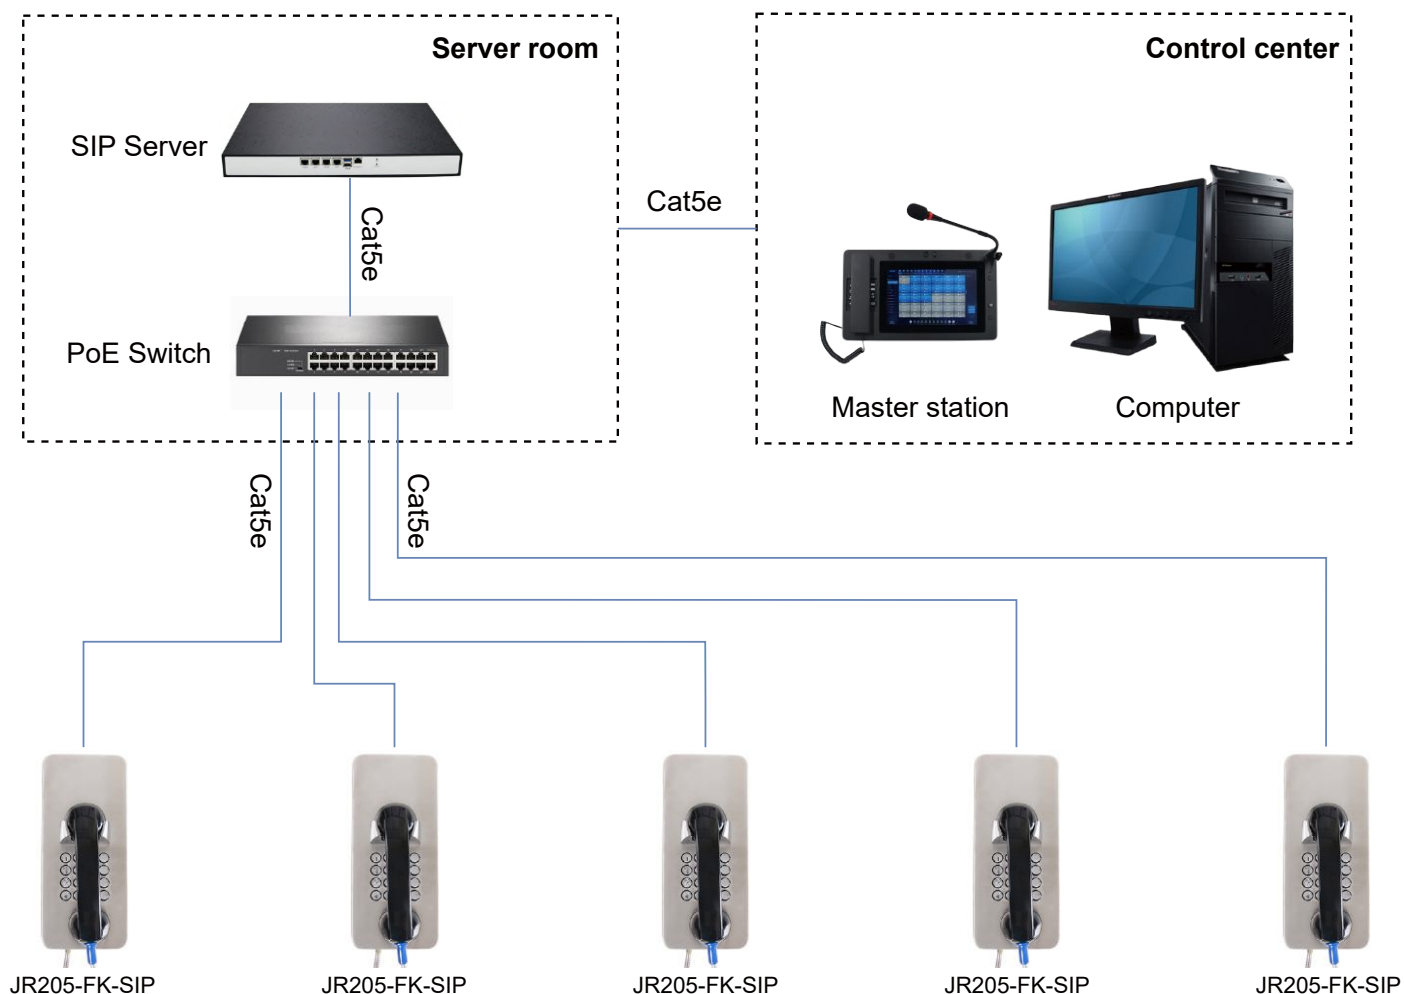 Server room
Control center
SIP Server
Cat5e
Cat5e
PoE Switch
Master station
Computer
Cat5e
Cat5e
JR205-FK-SIP
JR205-FK-SIP
JR205-FK-SIP
JR205-FK-SIP
JR205-FK-SIP